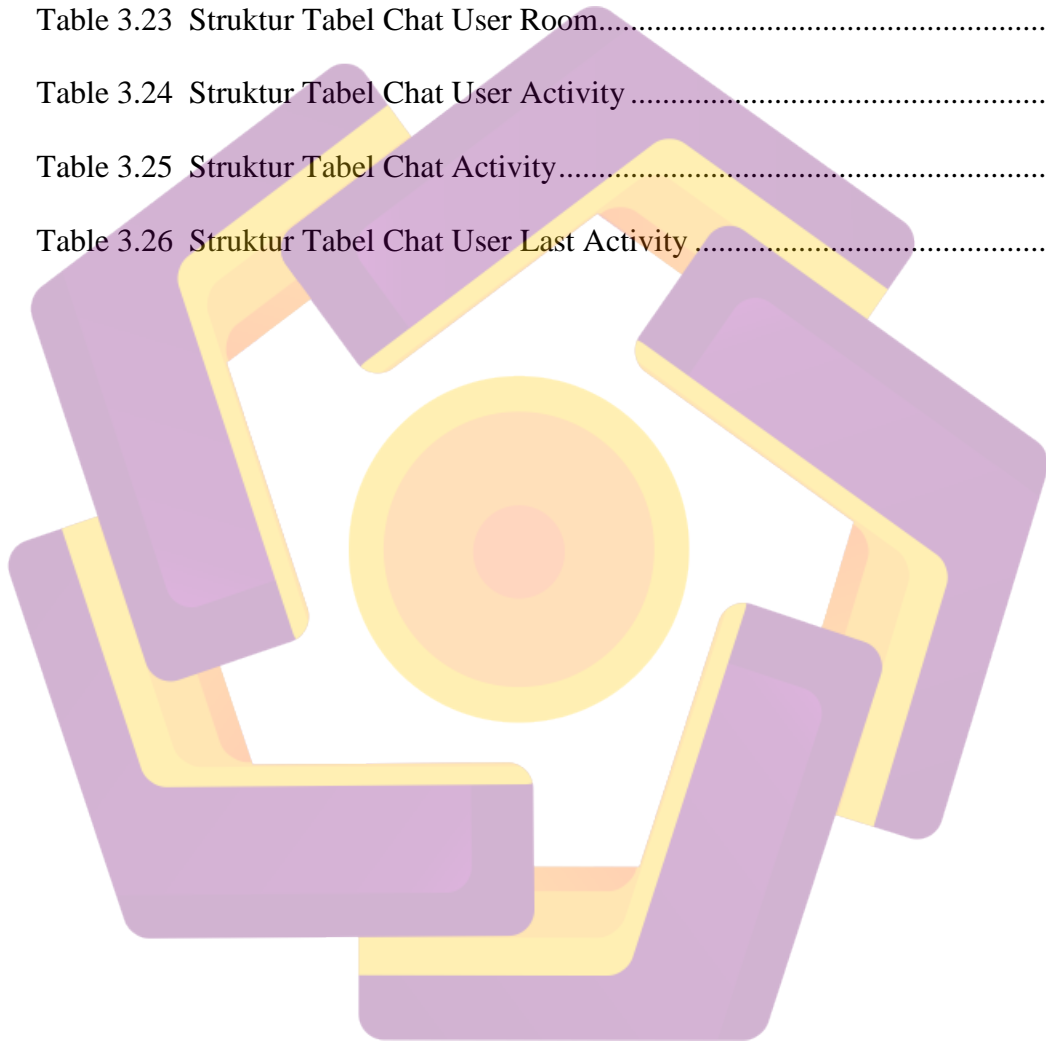 Table 3.23 Struktur Tabel Chat User Room................................................................
Table 3.24 Struktur Tabel Chat User Activity ...........................................................
Table 3.25 Struktur Tabel Chat Activity.....................................................................
Table 3.26 Struktur Tabel Chat User Last Activity ..................................................